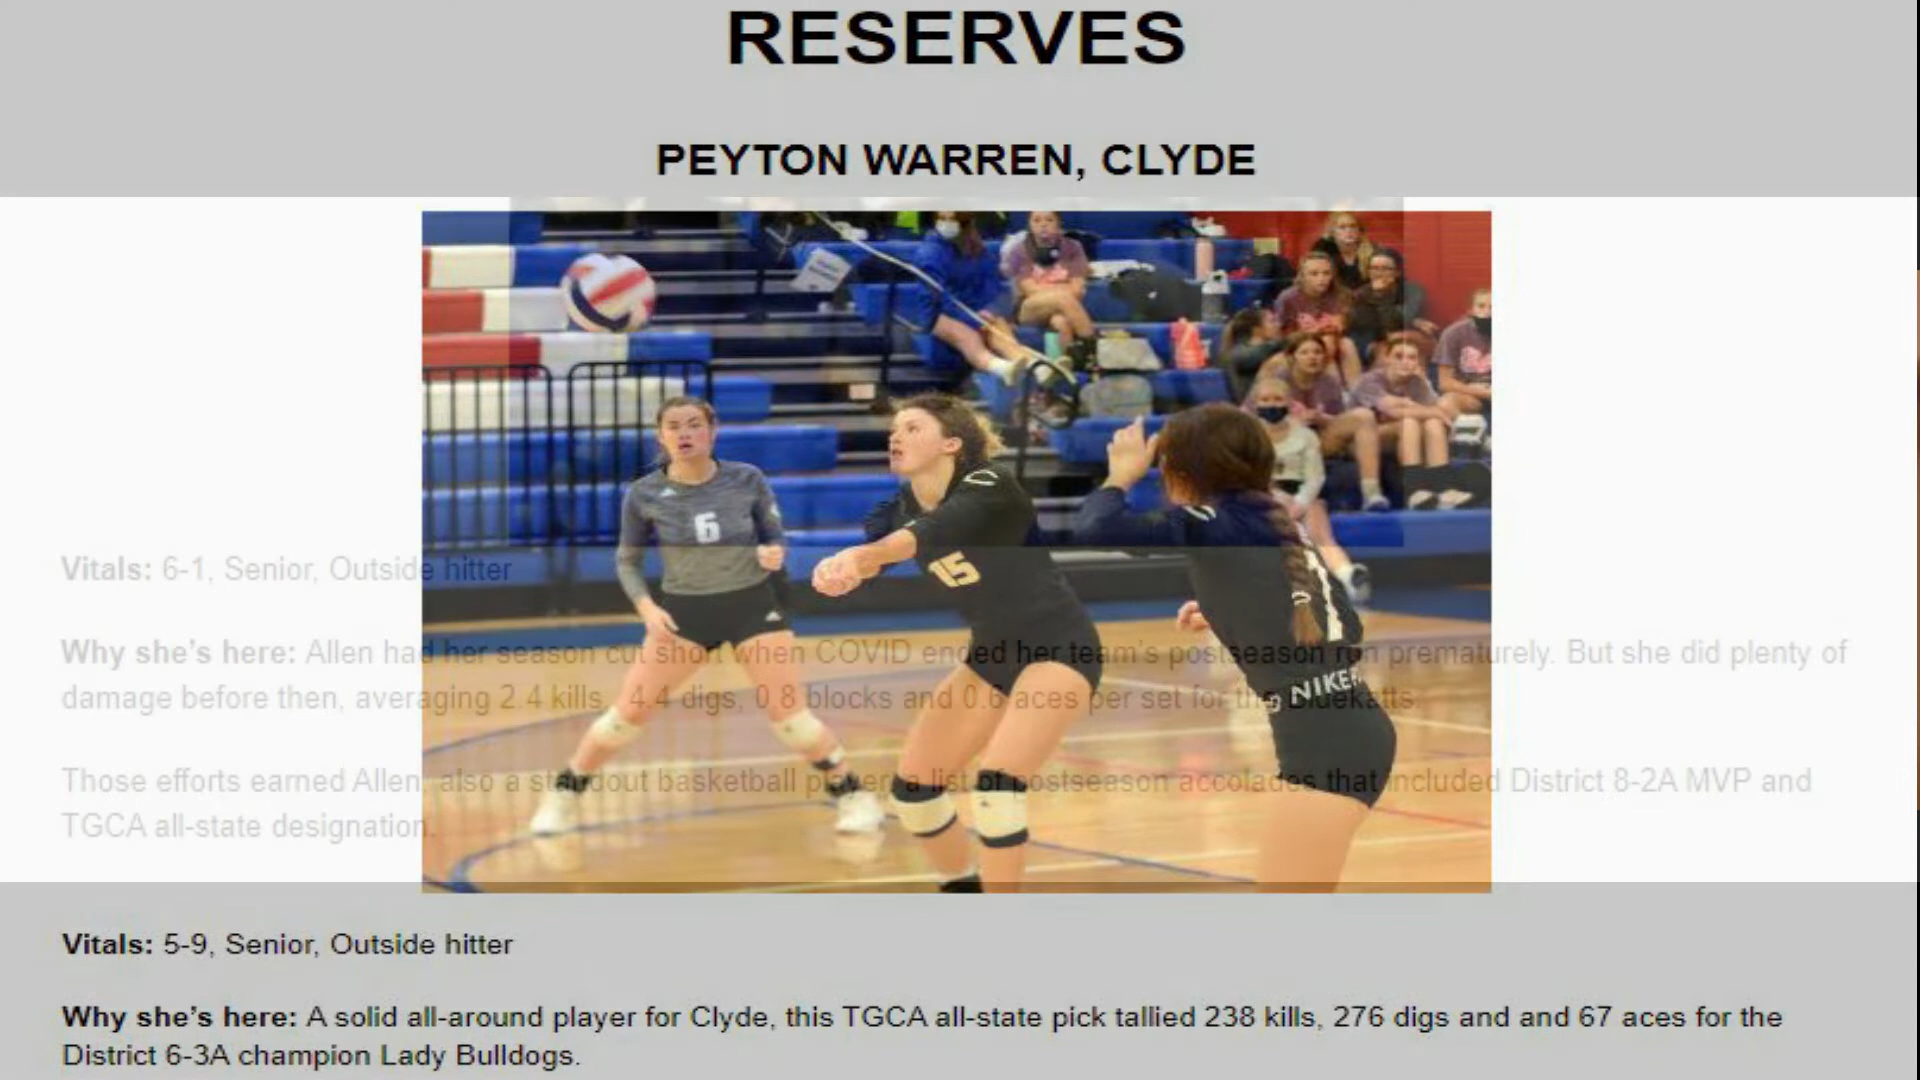 RESERVES
PEYTON WARREN, CLYDE
6
15
1
NIKE
Vitals: 6-1, Senior, Outside hitter
Why she's here: Allen had her season cut short when COVID ended her team's postseason run prematurely. But she did plenty of
damage before then, averaging 2.4 kills, 4.4 digs, 0.8 blocks and 0.6 aces per set for the Bluekatts.
Those efforts earned Allen, also a standout basketball player, a list of postseason accolades that included District 8-2A MVP and
TGCA all-state designation.
Vitals: 5-9, Senior, Outside hitter
Why she's here: A solid all-around player for Clyde, this TGCA all-state pick tallied 238 kills, 276 digs and and 67 aces for the
District 6-3A champion Lady Bulldogs.